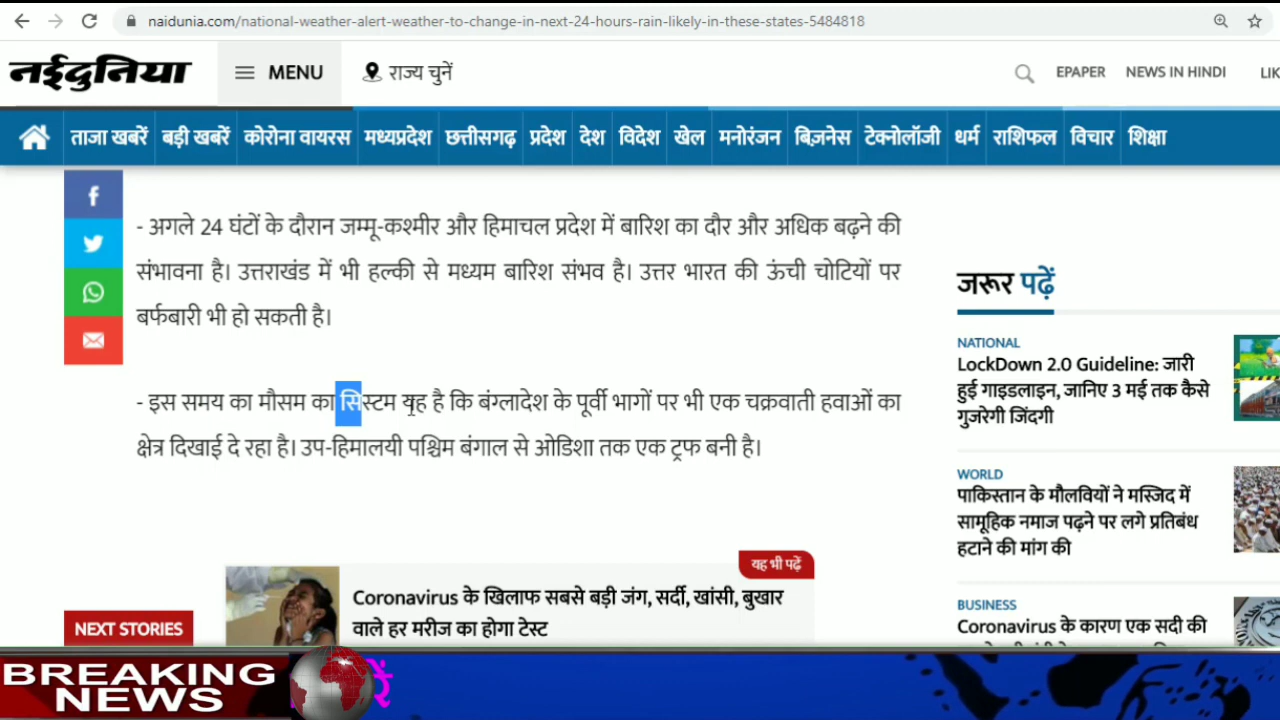 naidunia.com/national-weather-alert-weather-to-change-in-next-24-hours-rain-likely-in-these-states-5484818
नईदुनिया
MENU
राज्य चुनें
EPAPER
NEWS IN HINDI
LIK
ताजा खबरें बड़ी खबरें कोरोना वायरस मध्यप्रदेश छत्तीसगढ़ प्रदेश देश विदेश खेल मनोरंजन बिज़नेस टेक्नोलॉजी धर्म राशिफल विचार शिक्षा
- अगले 24 घंटों के दौरान जम्मू-कश्मीर और हिमाचल प्रदेश में बारिश का दौर और अधिक बढ़ने की
संभावना है। उत्तराखंड में भी हल्की से मध्यम बारिश संभव है। उत्तर भारत की ऊंची चोटियों पर
बर्फबारी भी हो सकती है।
- इस समय का मौसम का सिस्टम यह है कि बंग्लादेश के पूर्वी भागों पर भी एक चक्रवाती हवाओं का
क्षेत्र दिखाई दे रहा है। उप-हिमालयी पश्चिम बंगाल से ओडिशा तक एक ट्रफ बनी है।
यह भी पढ़ें
Coronavirus के खिलाफ सबसे बड़ी जंग, सर्दी, खांसी, बुखार
वाले हर मरीज का होगा टेस्ट
NEXT STORIES
जरूर पढ़ें
NATIONAL
LockDown 2.0 Guideline: जारी
हुई गाइडलाइन, जानिए 3 मई तक कैसे
गुजरेगी जिंदगी
WORLD
पाकिस्तान के मौलवियों ने मस्जिद में
सामूहिक नमाज पढ़ने पर लगे प्रतिबंध
हटाने की मांग की
BUSINESS
Coronavirus के कारण एक सदी की
BREAKING
NEWS